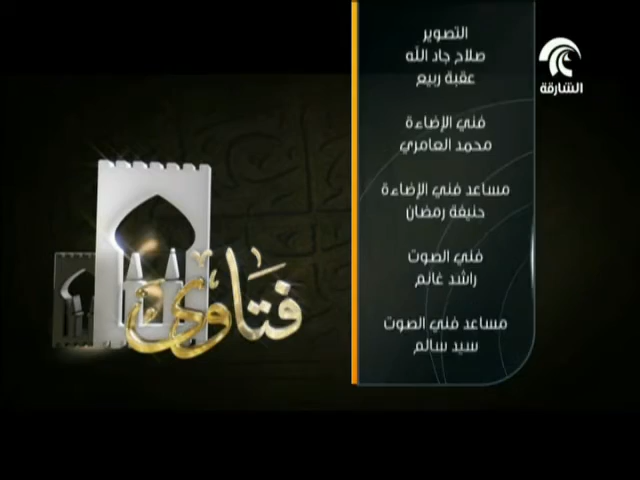 التصوير
صلاح جاد الله
عقبة ربيع
فني الإضاءة
محمد العامري
مساعد فني الإضاءة
حنيفة رمضان
فني الصوت
راشد غانم
مساعد فني الصوت
سيد سالم
الشارقة
فتاوى